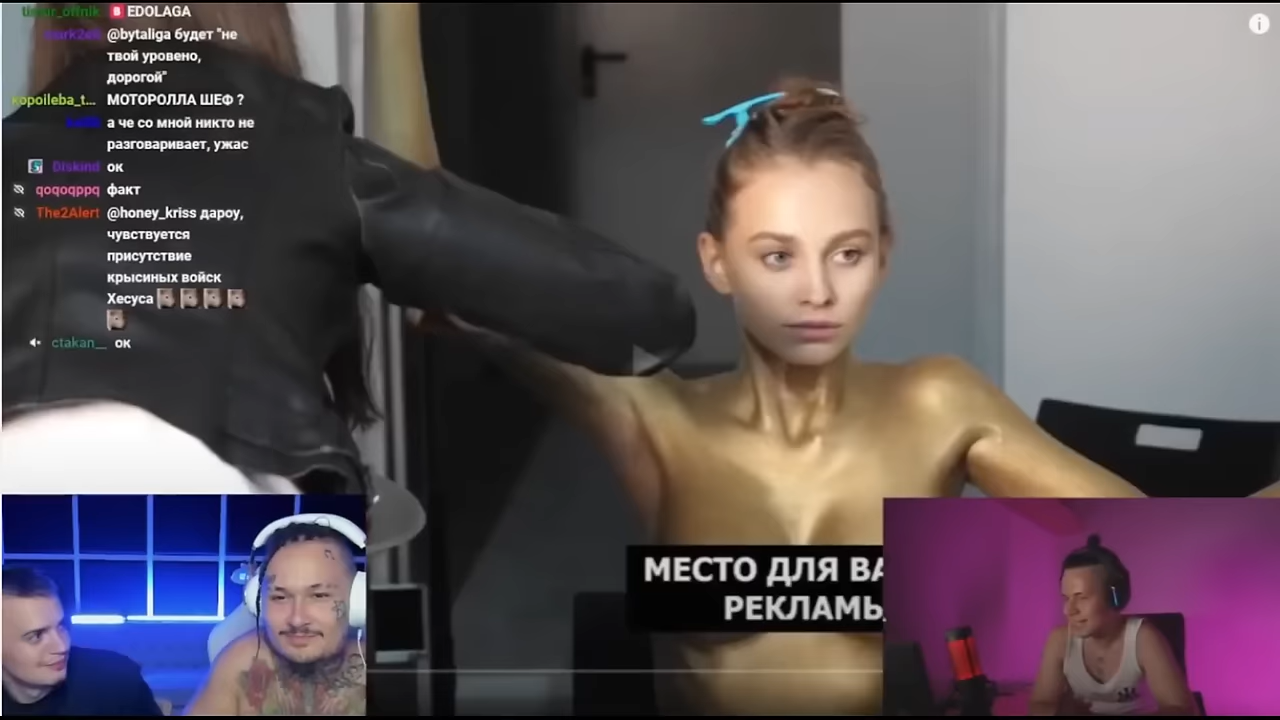 EDOLAGA
@bytaliga будет "не
твой уровено,
дорогой"
МОТОРОЛЛА ШЕФ ?
а че со мной никто не
разговаривает, ужас
Diskind ок
qoqoqppq факт
The2Alert @honey_kriss дароу,
чувствуется
присутствие
крысиных войск
Хесуса
ctakan__ ок
МЕСТО ДЛЯ ВА
РЕКЛАМЫ